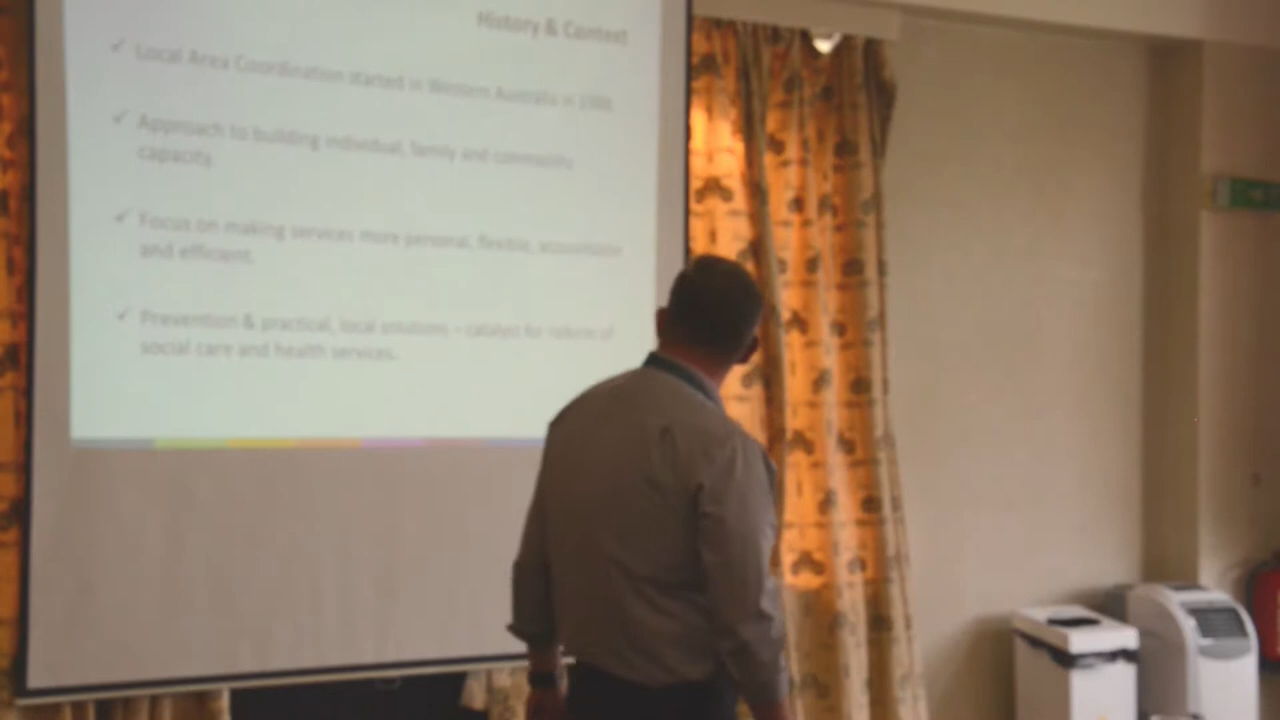 History & Context
Local Area Coordination started in Western Australia in
Approach to building individual, family and community
capacity
Focus on making services more personal, flexible, accountable
and efficient.
Prevention & practical, local solutions – catalyst for reform of
social care and health services.